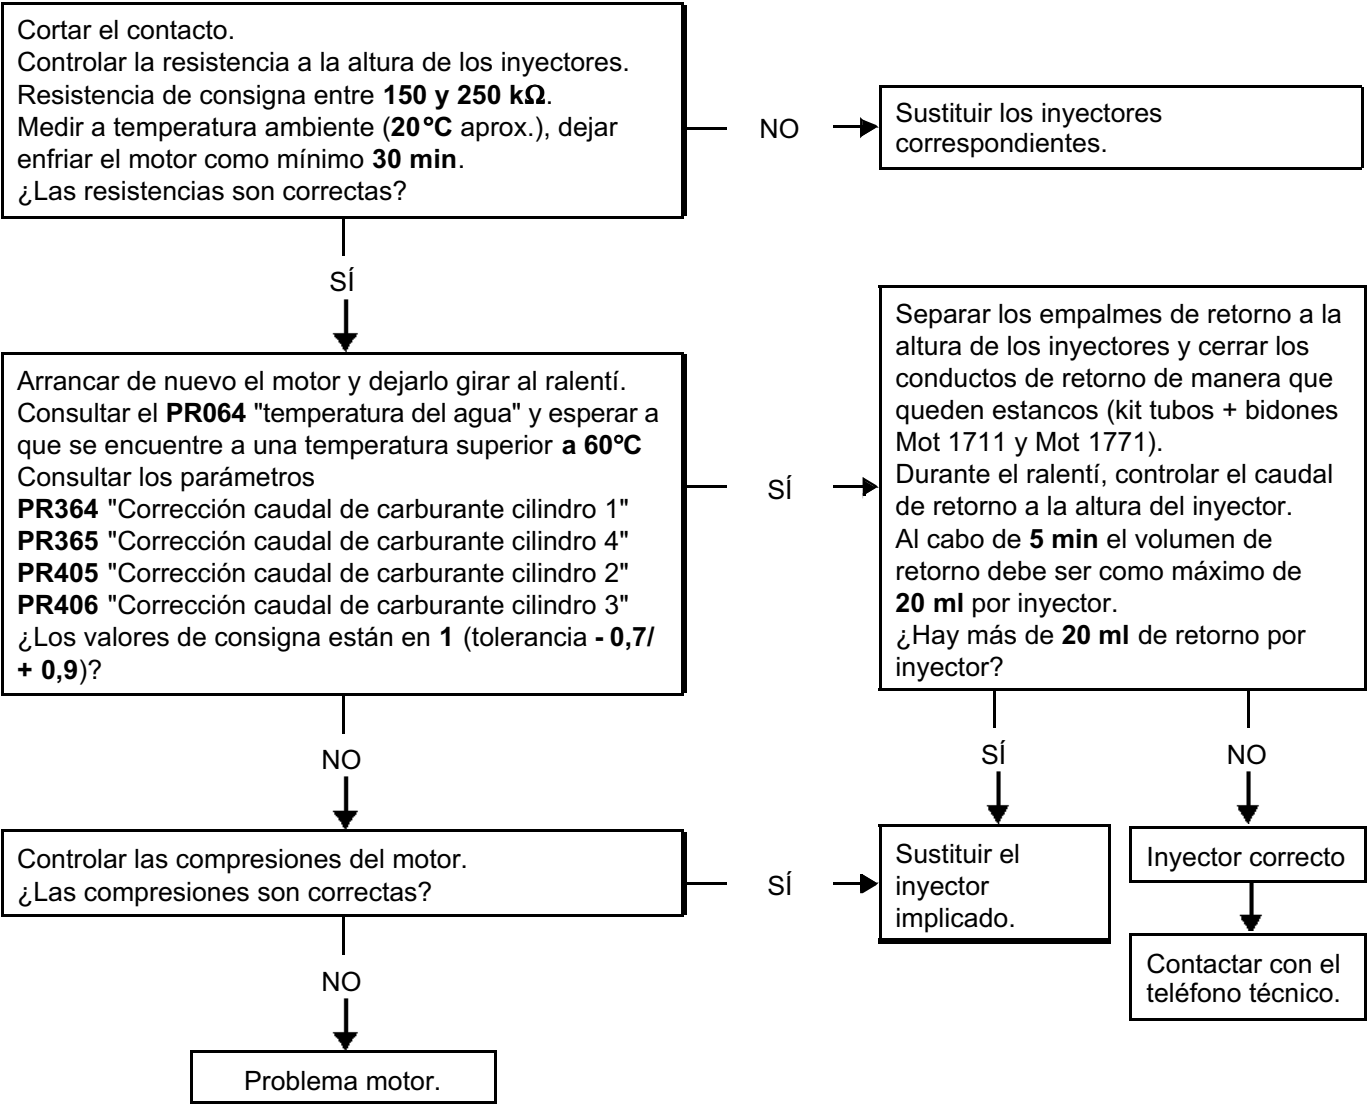 Cortar el contacto.
Controlar la resistencia a la altura de los inyectores.
Resistencia de consigna entre 150 y 250 kΩ.
Medir a temperatura ambiente (20°C aprox.), dejar
enfriar el motor como mínimo 30 min.
¿Las resistencias son correctas?
NO
Sustituir los inyectores
correspondientes.
SÍ
Arrancar de nuevo el motor y dejarlo girar al ralentí.
Consultar el PR064 "temperatura del agua" y esperar a
que se encuentre a una temperatura superior a 60°C
Consultar los parámetros
PR364 "Corrección caudal de carburante cilindro 1"
PR365 "Corrección caudal de carburante cilindro 4"
PR405 "Corrección caudal de carburante cilindro 2"
PR406 "Corrección caudal de carburante cilindro 3"
¿Los valores de consigna están en 1 (tolerancia - 0,7/
+ 0,9)?
SÍ
Separar los empalmes de retorno a la
altura de los inyectores y cerrar los
conductos de retorno de manera que
queden estancos (kit tubos + bidones
Mot 1711 y Mot 1771).
Durante el ralentí, controlar el caudal
de retorno a la altura del inyector.
Al cabo de 5 min el volumen de
retorno debe ser como máximo de
20 ml por inyector.
¿Hay más de 20 ml de retorno por
inyector?
NO
SÍ
NO
Controlar las compresiones del motor.
¿Las compresiones son correctas?
SÍ
Sustituir el
inyector
implicado.
Inyector correcto
Contactar con el
teléfono técnico.
NO
Problema motor.